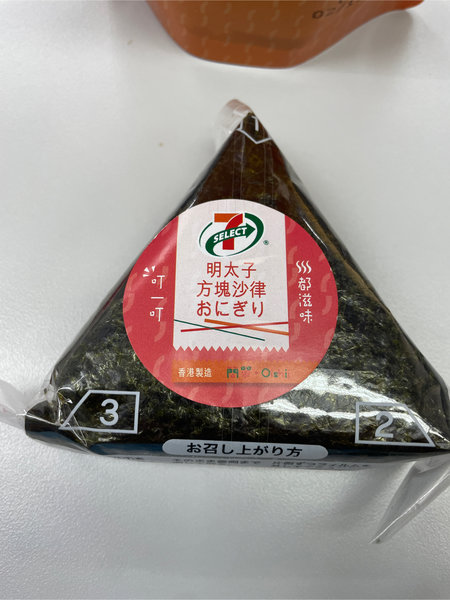 1
7
SELECT
®
明太子
方塊沙律
おにぎり
叮一叮
都滋味
香港製造
3
2
お召し上がり方